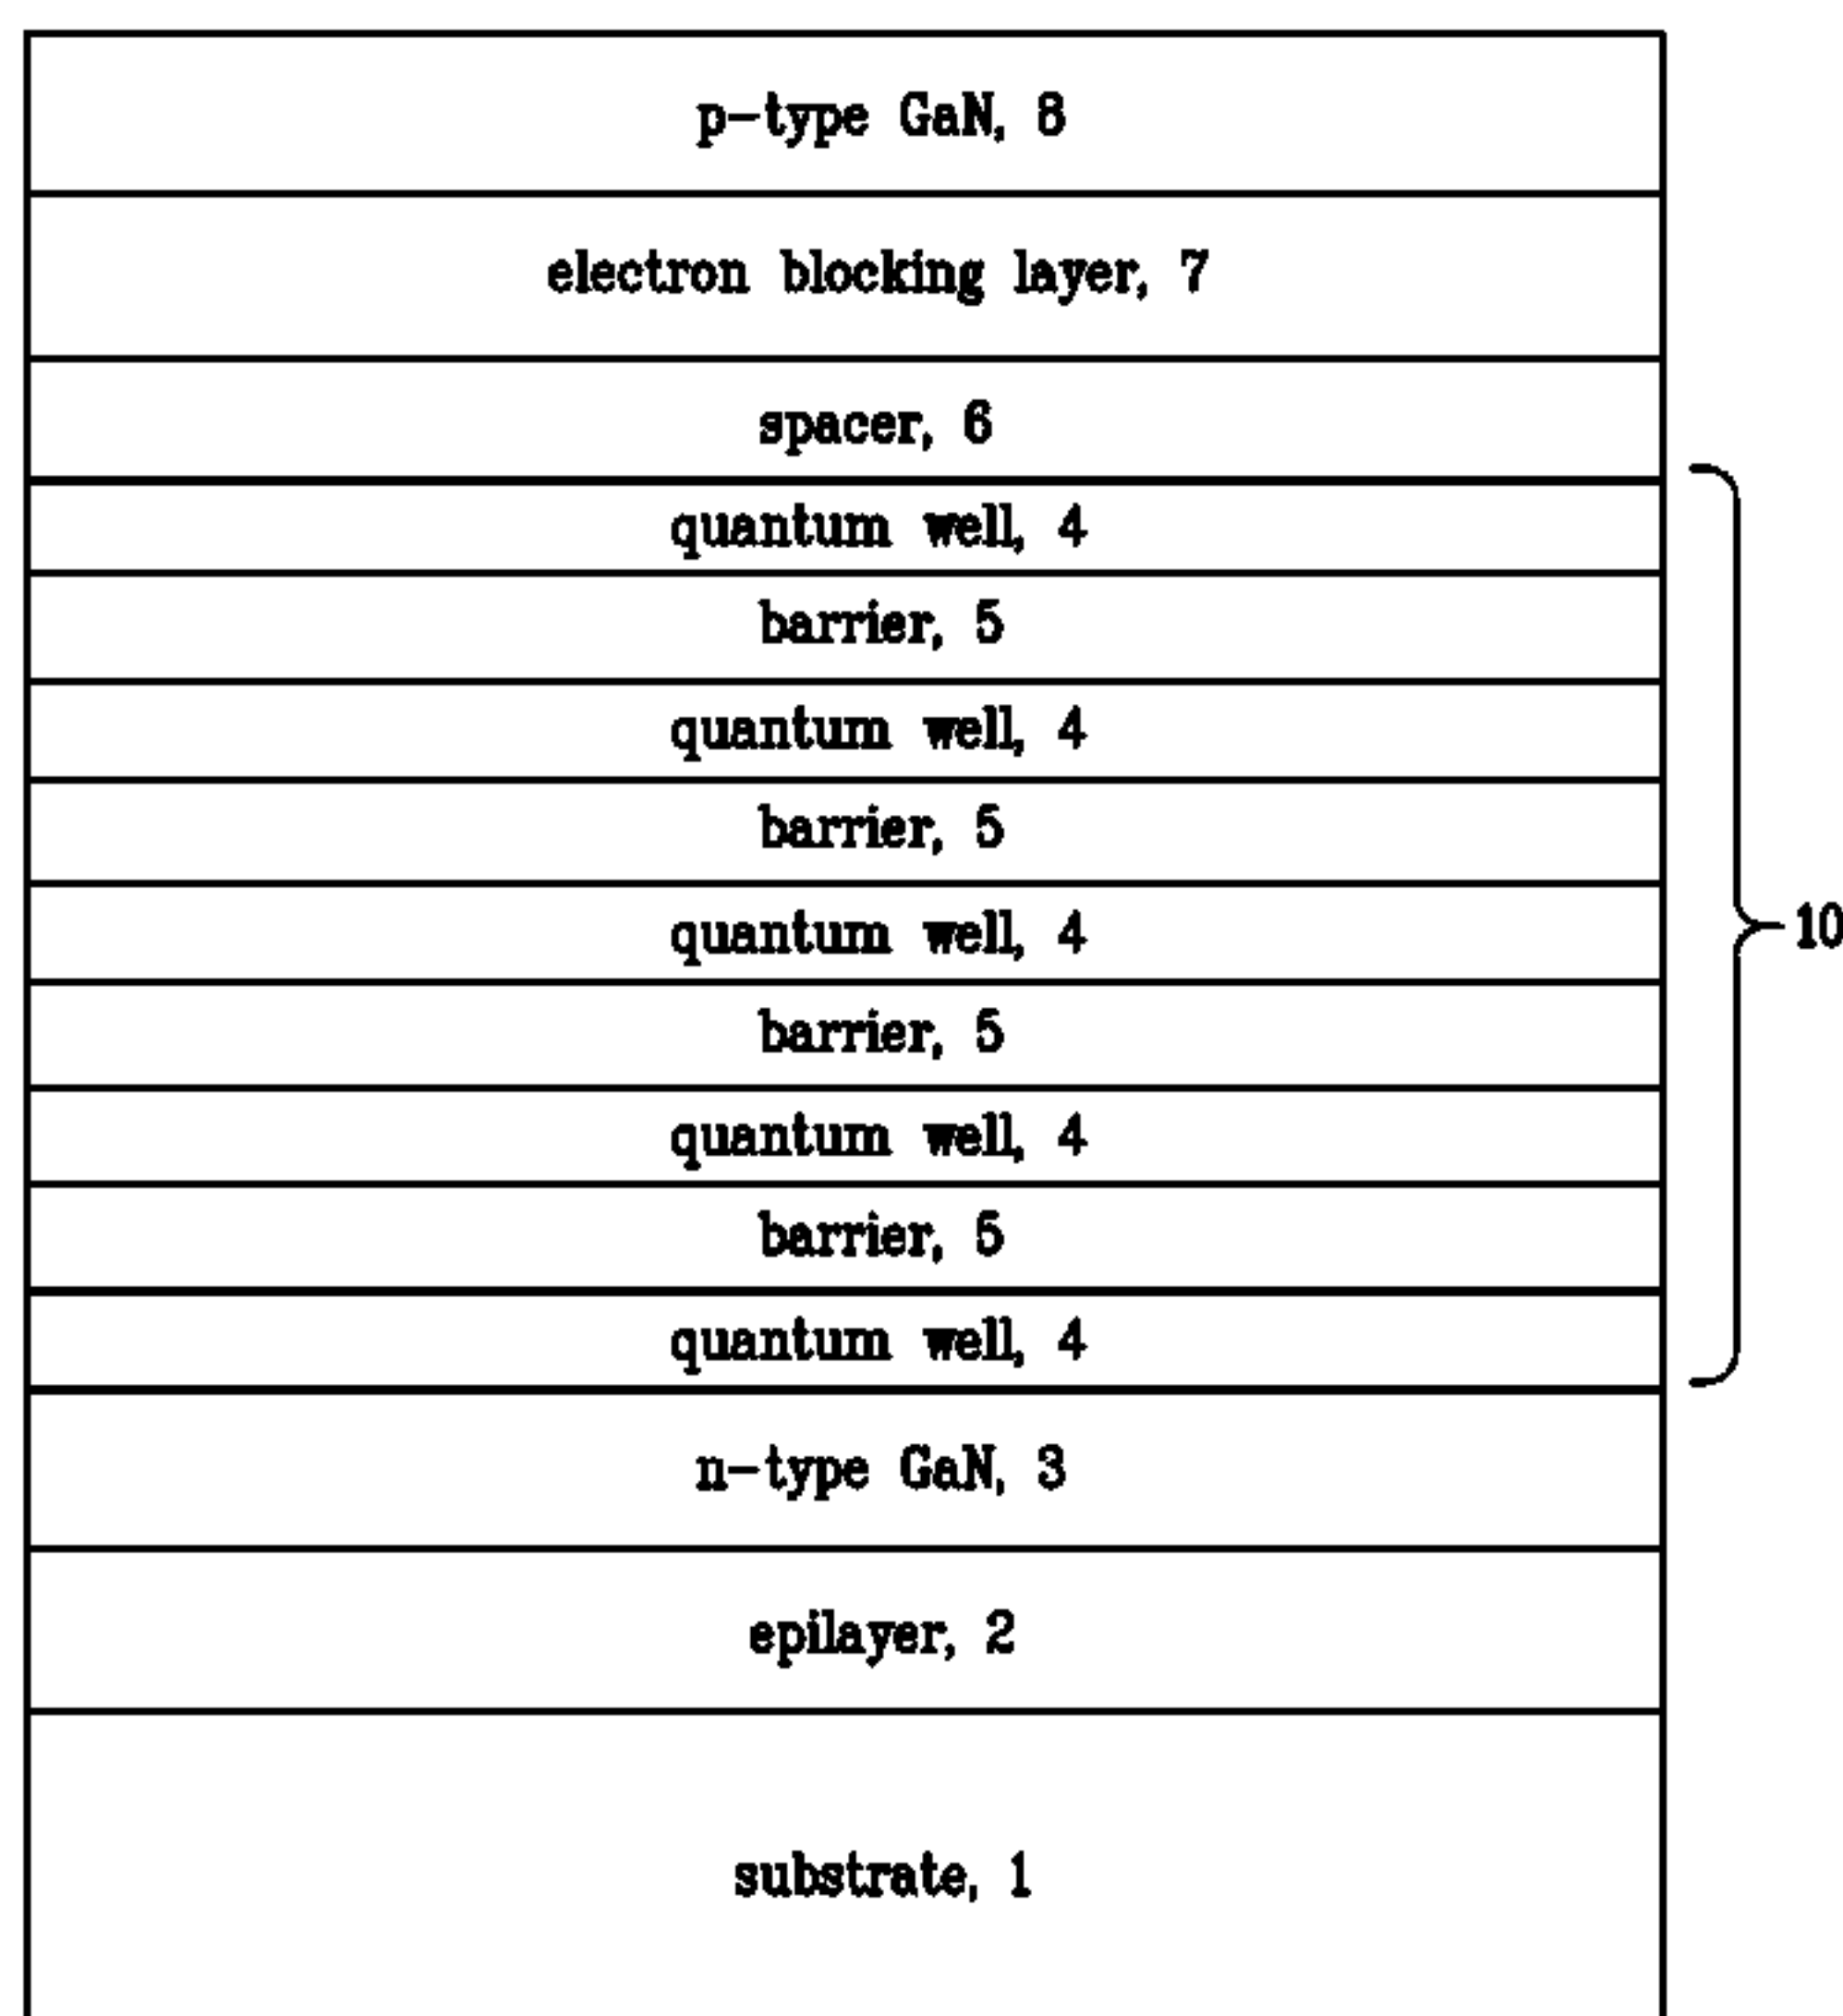 p-type GaN, 8
electron blocking layer, 7
spacer, 6
quantum well, 4
barrier, 5
quantum well, 4
barrier, 5
quantum well, 4
10
barrier, 5
quantum well, 4
barrier, 5
quantum well, 4
n-type GaN, 3
epilayer, 2
substrate, 1